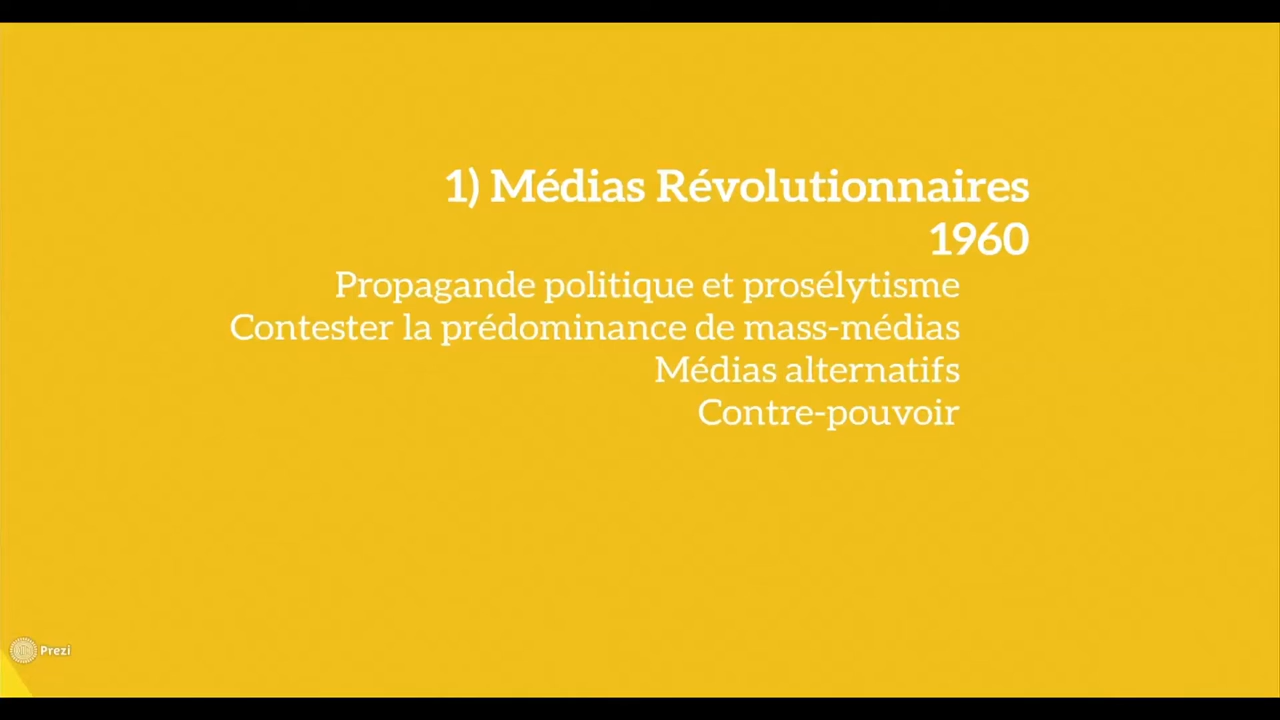 1) Médias Révolutionnaires
1960
Propagande politique et prosélytisme
Contester la prédominance de mass-médias
Médias alternatifs
Contre-pouvoir
Prezi